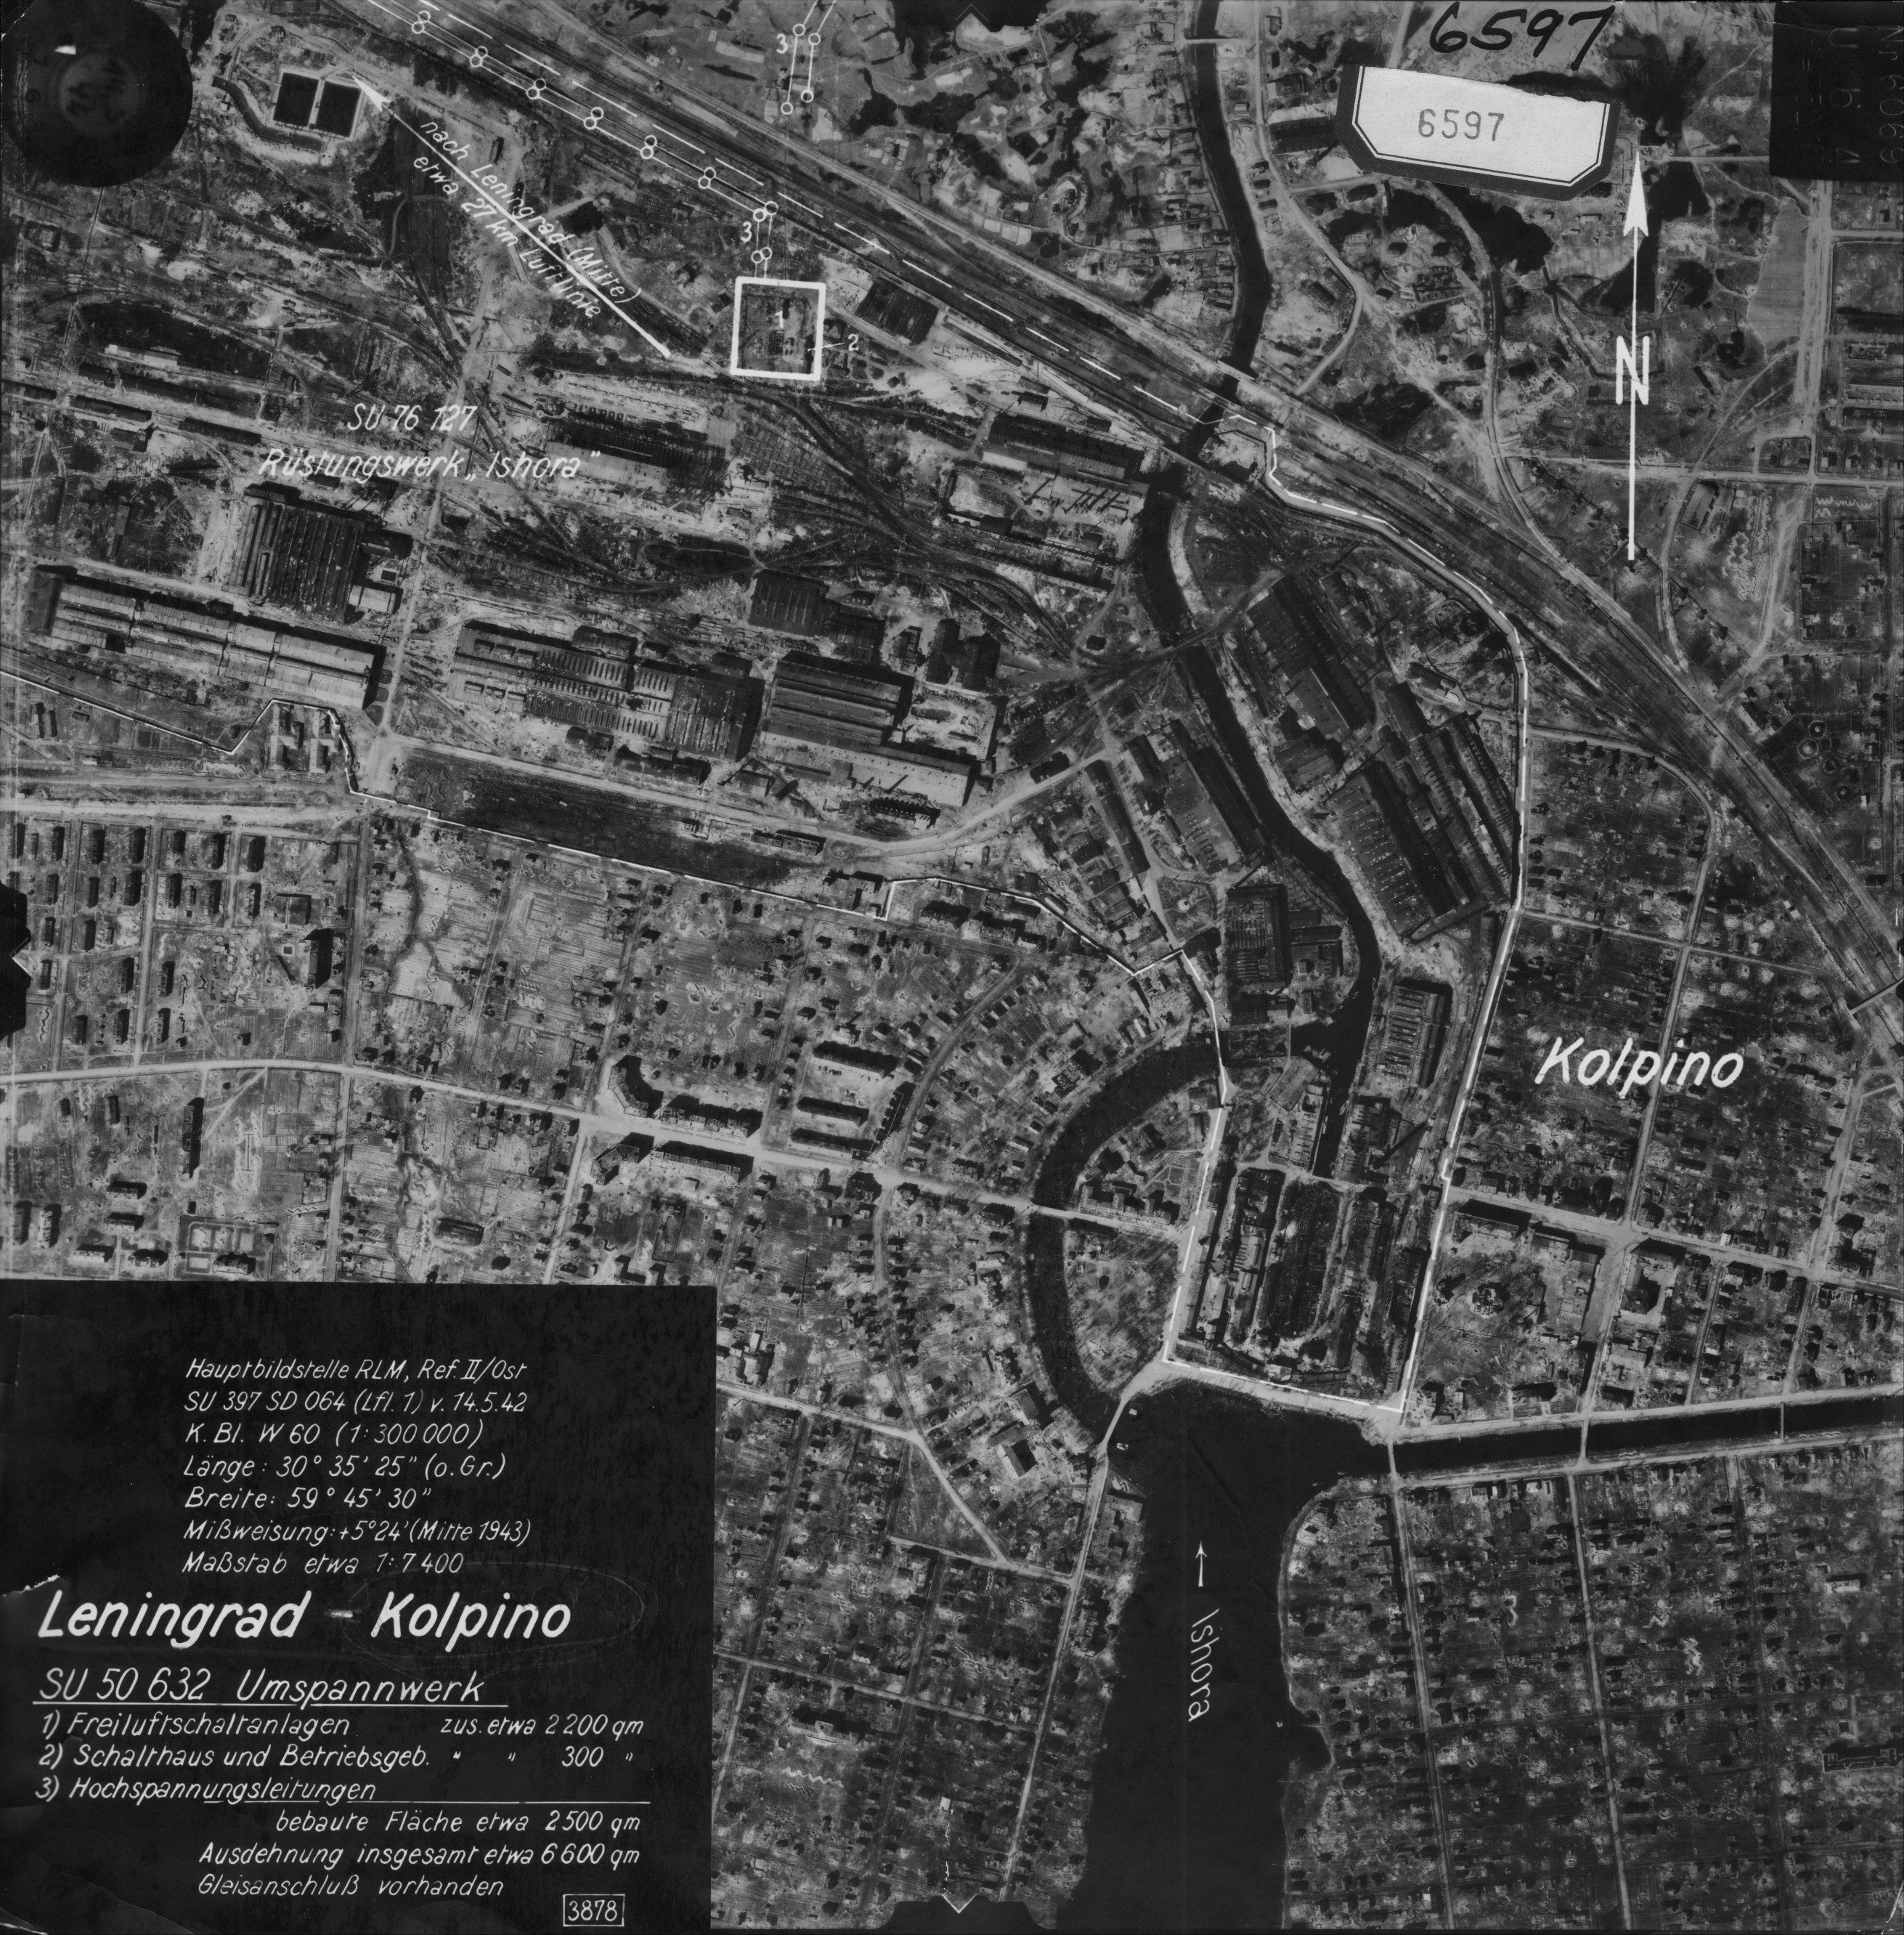 6597
6597
3
nach Leningrad (Mitte)
etwa 27 km Luftlinie
3
1
2
N
SU 76 127
Rüstungswerk „Ishora"
Kolpino
Ishora
Hauptbildstelle RLM, Ref. II/Ost
SU 397 SD 064 (Lfl. 1) v. 14.5.42
K. Bl. W 60 (1:300 000)
Länge: 30° 35' 25" (o. Gr.)
Breite: 59° 45' 30"
Mißweisung: +5°24' (Mitte 1943)
Maßstab etwa 1:7 400
Leningrad - Kolpino
SU 50 632 Umspannwerk
1) Freiluftschaltanlagen zus. etwa 2 200 qm
2) Schalthaus und Betriebsgeb. " " 300 "
3) Hochspannungsleitungen
bebaute Fläche etwa 2 500 qm
Ausdehnung insgesamt etwa 6 600 qm
Gleisanschluß vorhanden
3878